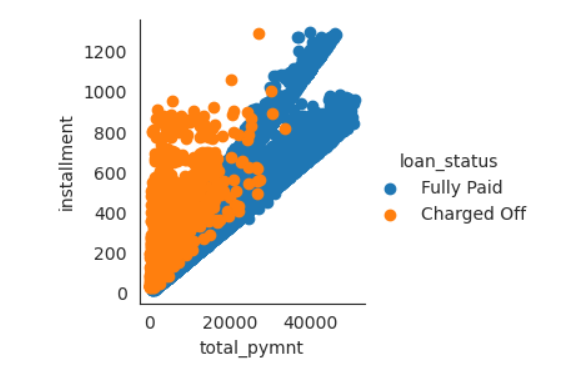 1200
1000
800
600
400
200
0
installment
0 20000 40000
total_pymnt
loan_status
Fully Paid
Charged Off